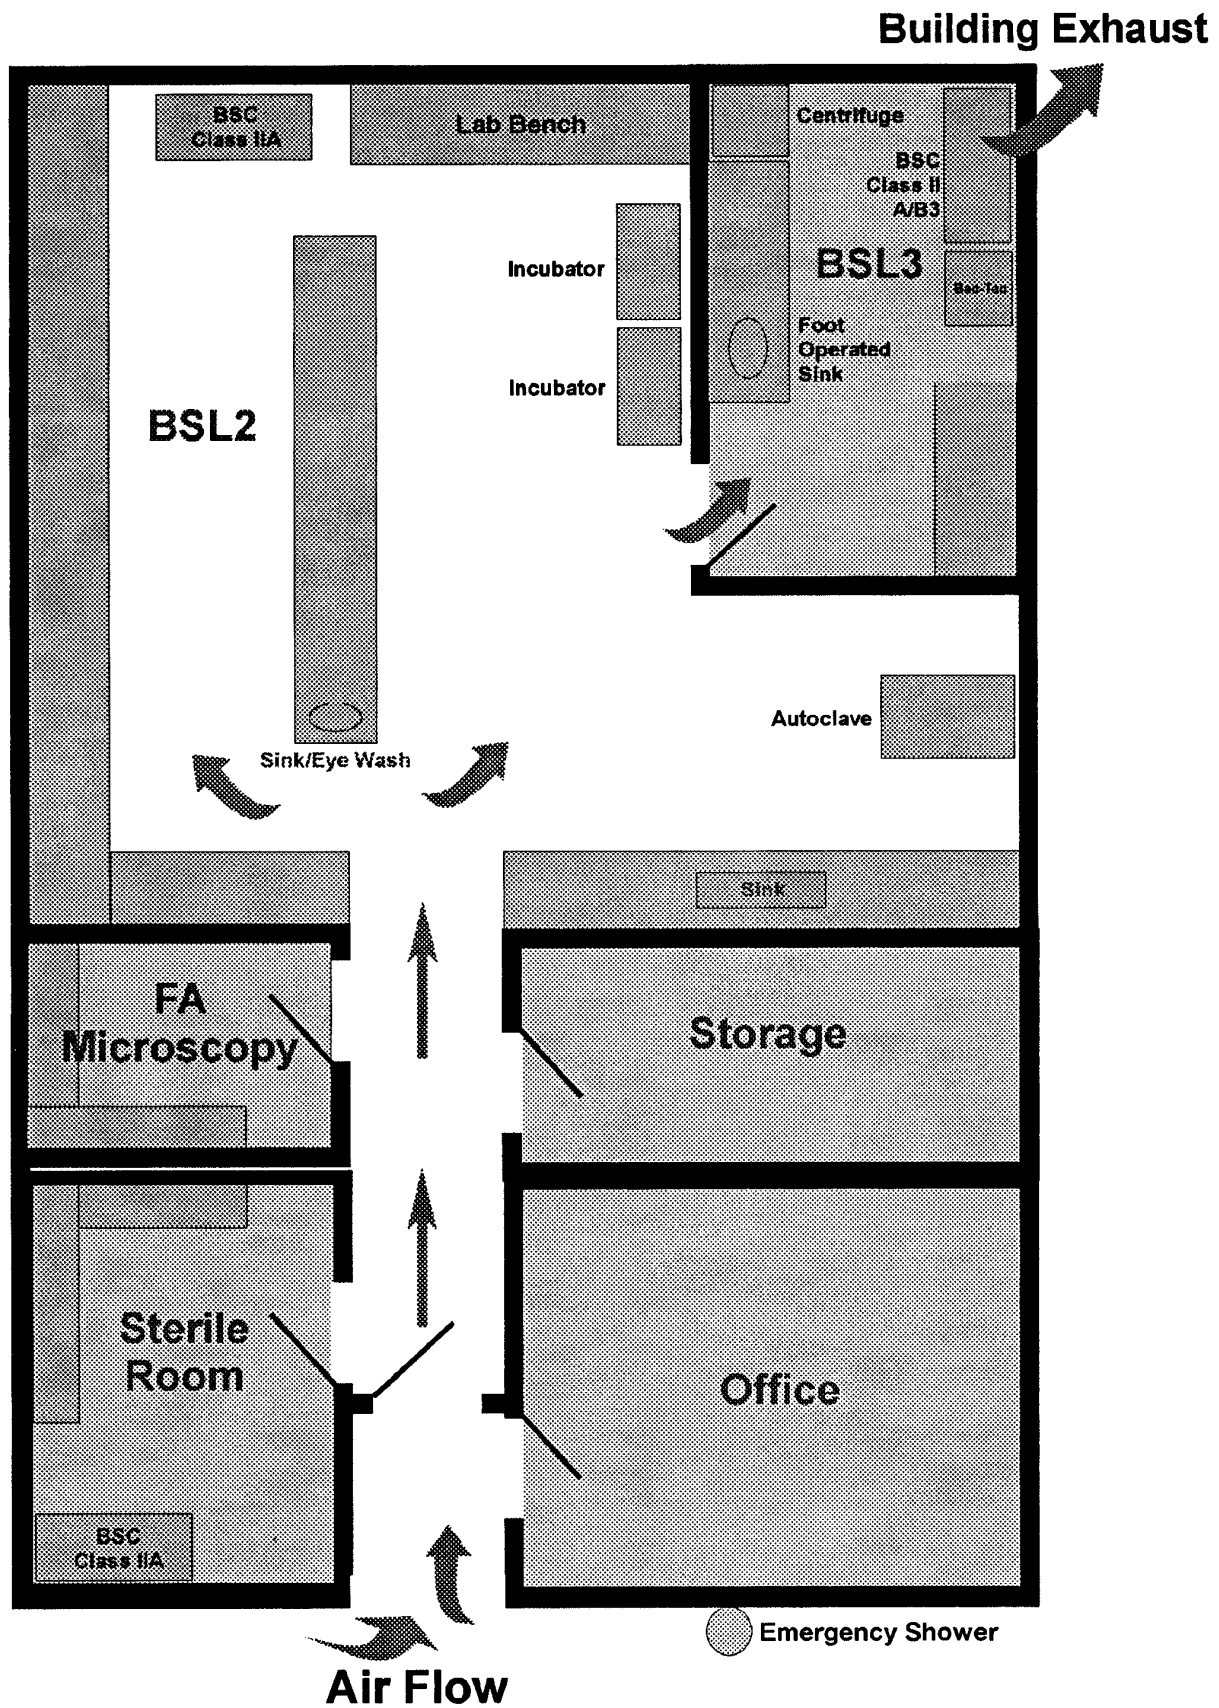 Building Exhaust
BSC
Class IIA
Lab Bench
Centrifuge
BSC
Class II
A/B3
BSL3
Incubator
Foot
Operated
Sink
Incubator
BSL2
Autoclave
Sink/Eye Wash
Sink
FA
Microscopy
Storage
Sterile
Room
Office
BSC
Class IIA
Emergency Shower
Air Flow